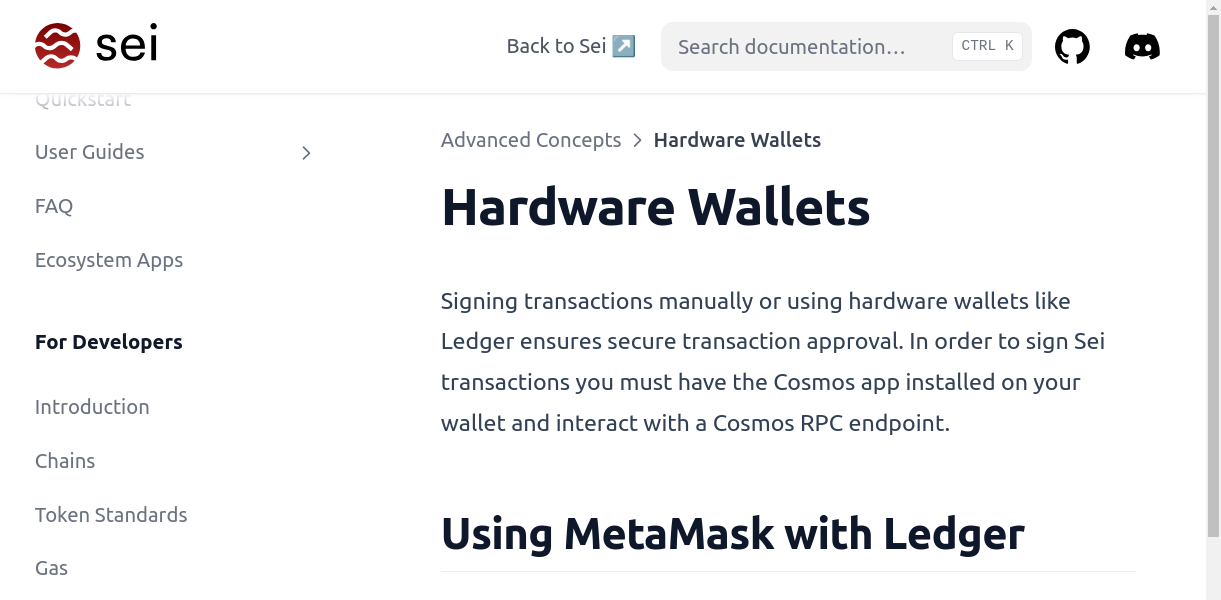 sei
Back to Sei ↗
Search documentation…
CTRL K
Quickstart
User Guides
FAQ
Ecosystem Apps
For Developers
Introduction
Chains
Token Standards
Gas
Advanced Concepts > Hardware Wallets
Hardware Wallets
Signing transactions manually or using hardware wallets like
Ledger ensures secure transaction approval. In order to sign Sei
transactions you must have the Cosmos app installed on your
wallet and interact with a Cosmos RPC endpoint.
Using MetaMask with Ledger